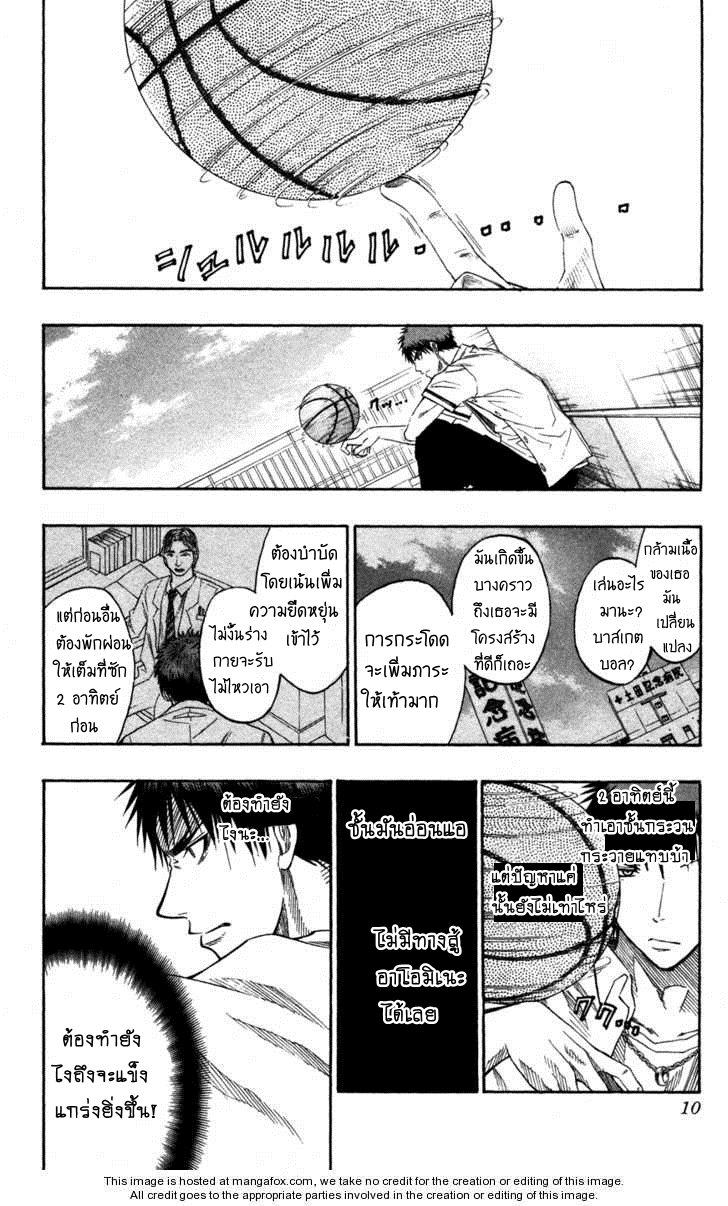 シュルルルル
クッ...
กล้ามเนื้อ
ของเธอ
มัน
เปลี่ยน
แปลง
เล่นอะไร
มานะ?
บาสเกต
บอล?
มันเกิดขึ้น
บางคราว
ถึงเธอจะมี
โครงสร้าง
ที่ดีก็เถอะ
การกระโดด
จะเพิ่มภาระ
ให้เท้ามาก
十土田記念病院
記念病
ต้องบำบัด
โดยเน้นเพิ่ม
ความยืดหยุ่น
เข้าไว้
ไม่งั้นร่าง
กายจะรับ
ไม่ไหวเอา
แต่ก่อนอื่น
ต้องพักผ่อน
ให้เต็มที่ซัก
2 อาทิตย์
ก่อน
2 อาทิตย์นี้
ทำเอาชั้นกระวน
กระวายแทบบ้า
แต่ปัญหาแค่
นั้นยังไม่เท่าไหร่
クク...
ชั้นมันอ่อนแอ
ไม่มีทางสู้
อาโอมิเนะ
ได้เลย
ต้องทำยัง
ไงนะ...
ต้องทำยัง
ไงถึงจะแข็ง
แกร่งยิ่งขึ้น!
10
This image is hosted at mangafox.com, we take no credit for the creation or editing of this image.
All credit goes to the appropriate parties involved in the creation or editing of this image.